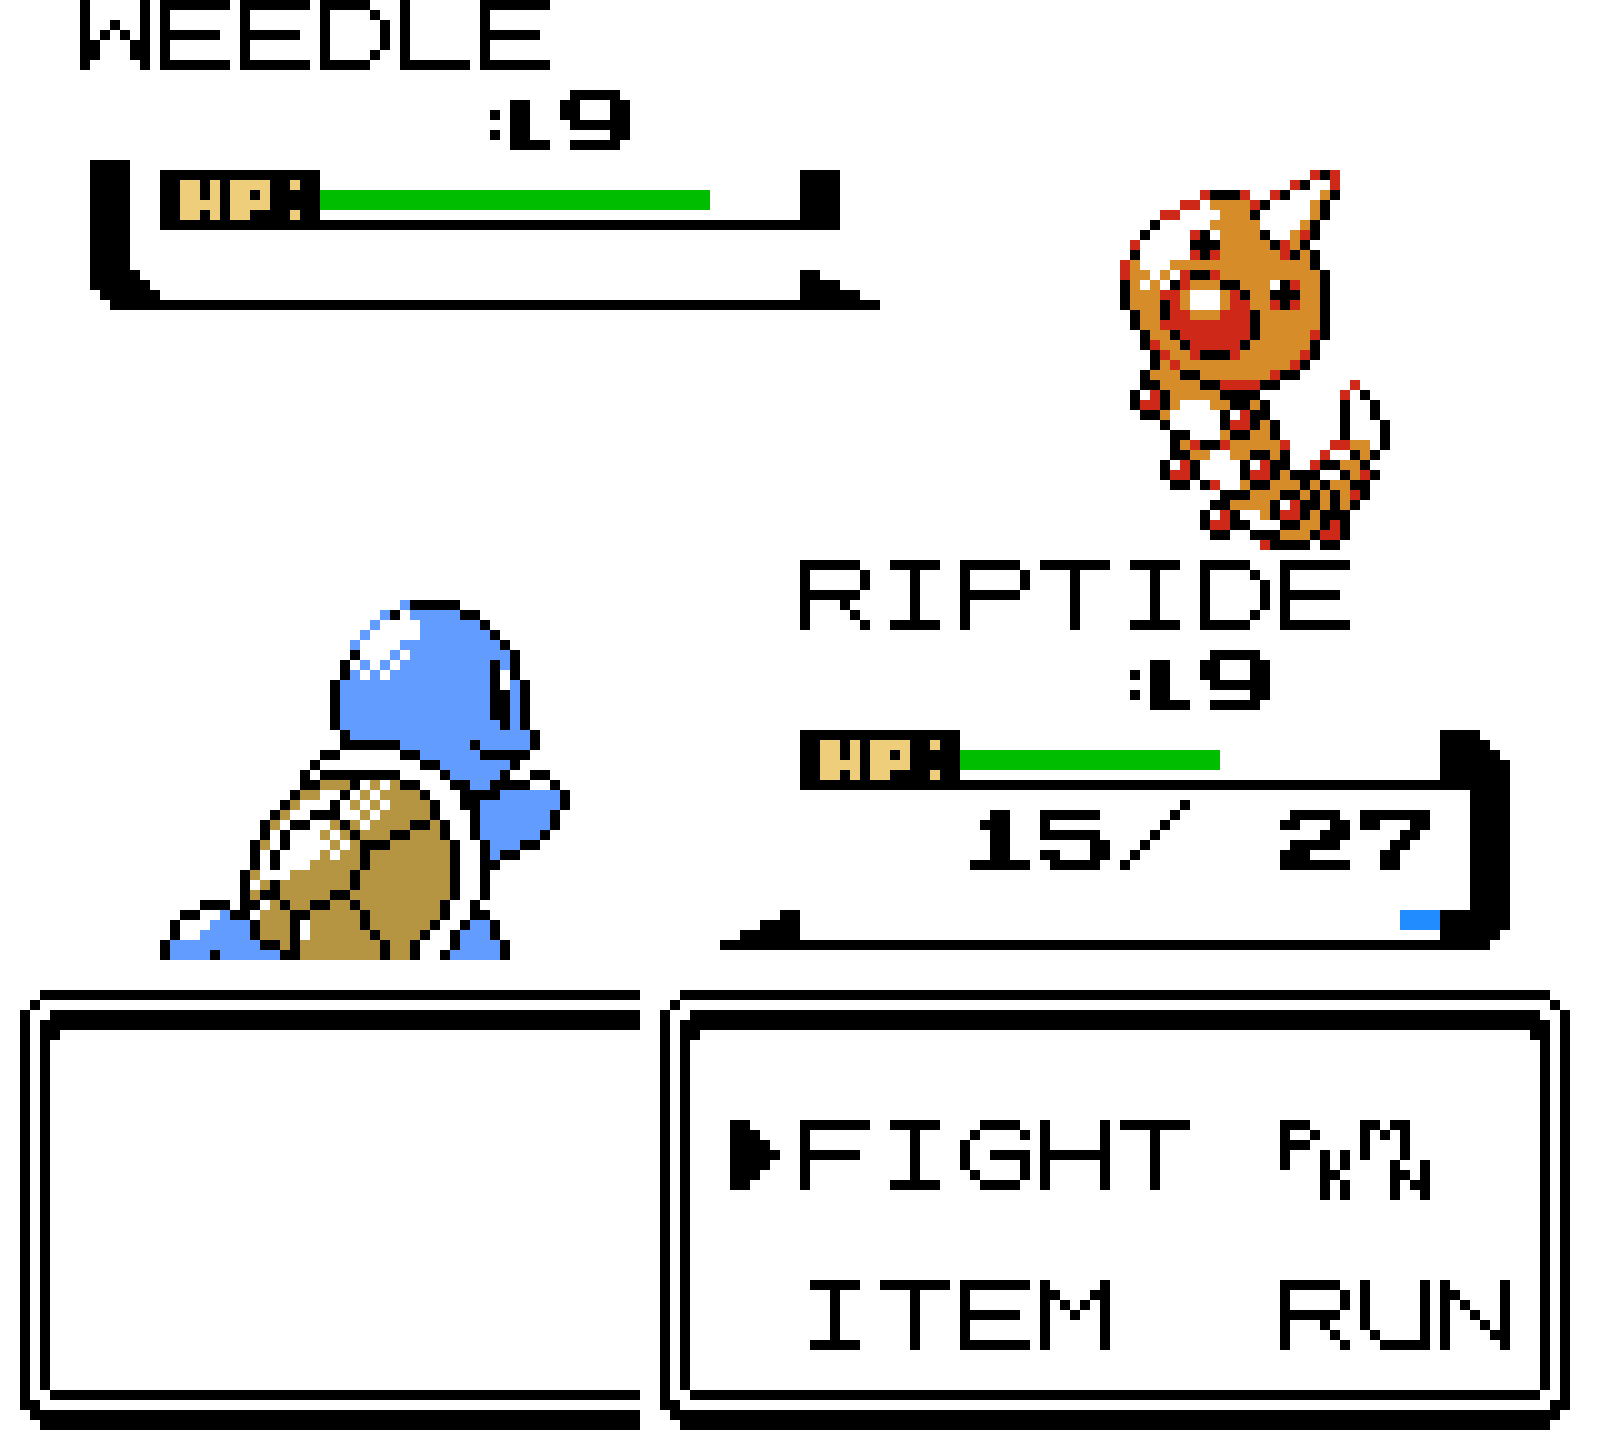 WEEDLE
:L9
HP:
RIPTIDE
:L9
HP:
15/ 27
▶FIGHT PKMN
ITEM RUN